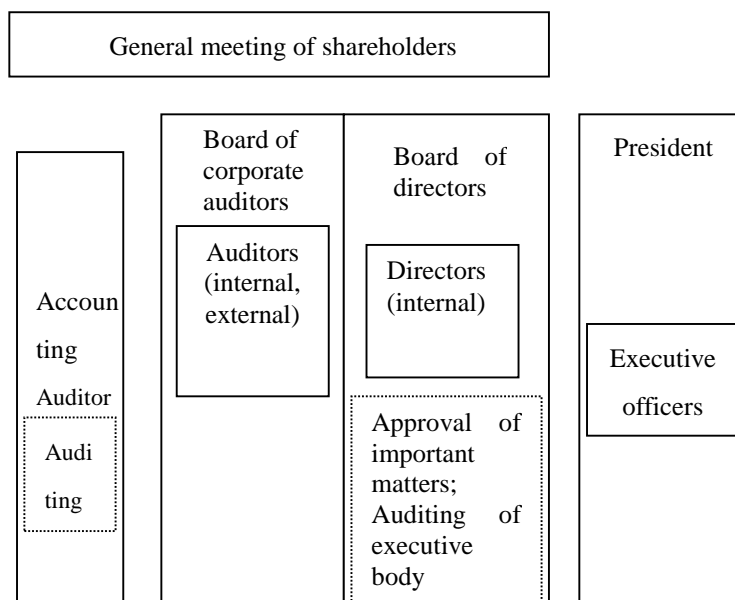 General meeting of shareholders
Accoun
ting
Auditor
Audi
ting
Board of
corporate
auditors
Auditors
(internal,
external)
Board of
directors
Directors
(internal)
Approval of
important
matters;
Auditing of
executive
body
President
Executive
officers